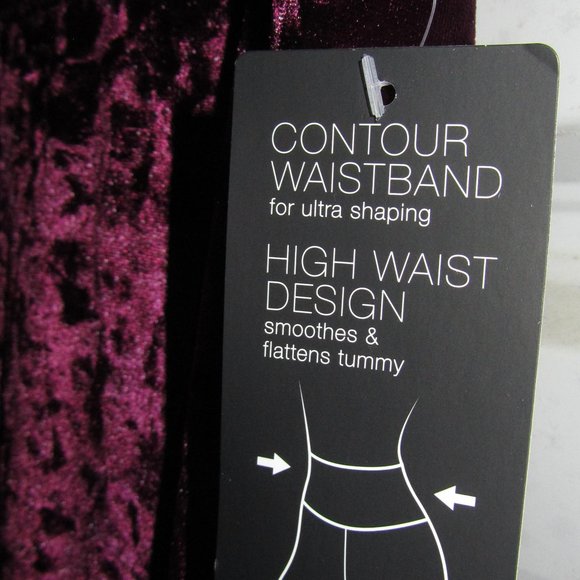 CONTOUR
WAISTBAND
for ultra shaping
HIGH WAIST
DESIGN
smoothes &
flattens tummy